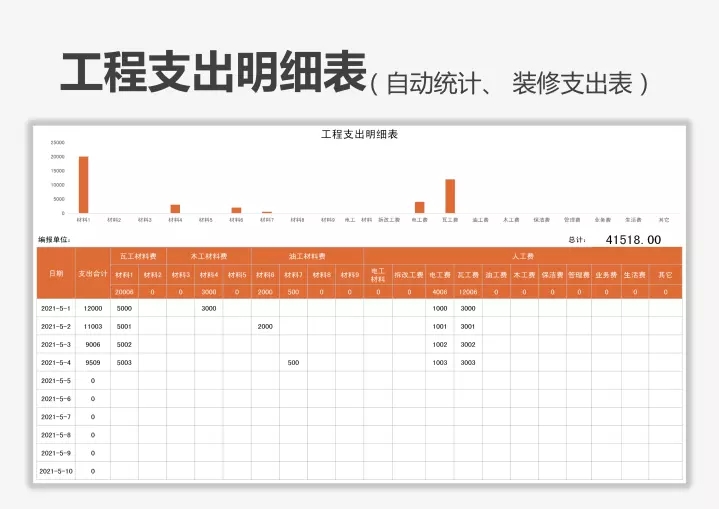 工程支出明细表（自动统计、 装修支出表）
工程支出明细表
25000
20000
15000
10000
5000
0
材料1 材料2 材料3 材料4 材料5 材料6 材料7 材料8 材料9 电工 材料 拆改工费 电工费 瓦工费 油工费 木工费 保洁费 管理费 业务费 生活费 其它
编报单位: 总计: 41518.00
日期 支出合计 瓦工材料费 木工材料费 油工材料费 人工费
材料1 材料2 材料3 材料4 材料5 材料6 材料7 材料8 材料9 电工材料 拆改工费 电工费 瓦工费 油工费 木工费 保洁费 管理费 业务费 生活费 其它
20006 0 0 3000 0 2000 500 0 0 0 0 4006 12006 0 0 0 0 0 0 0
2021-5-1 12000 5000 3000 1000 3000
2021-5-2 11003 5001 2000 1001 3001
2021-5-3 9006 5002 1002 3002
2021-5-4 9509 5003 500 1003 3003
2021-5-5 0
2021-5-6 0
2021-5-7 0
2021-5-8 0
2021-5-9 0
2021-5-10 0